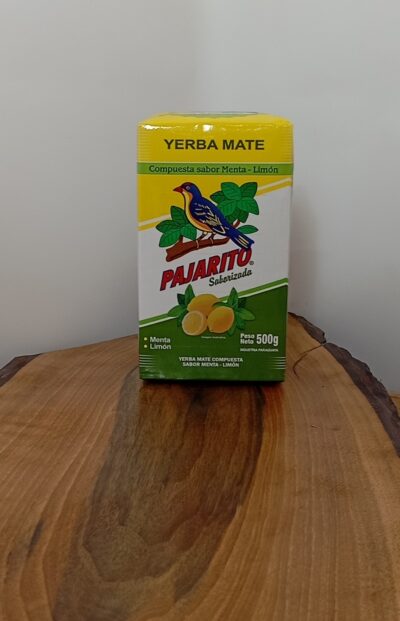 YERBA MATE
Compuesta sabor Menta - Limón
PAJARITO®
Saborizada
• Menta
• Limón
Peso
Neto 500g
INDUSTRIA PARAGUAYA
YERBA MATE COMPUESTA
SABOR MENTA - LIMÓN